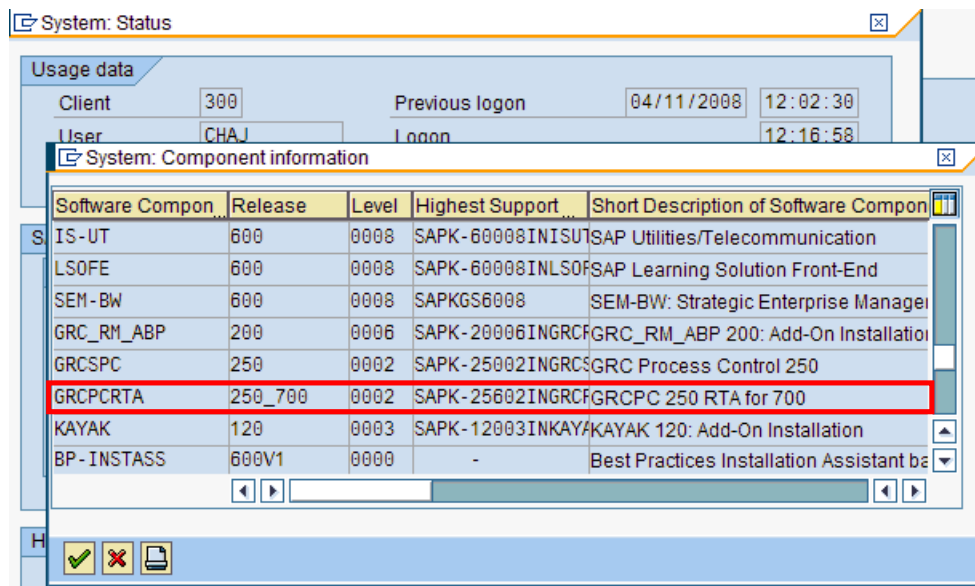 System: Status
Usage data
Client 300 Previous logon 04/11/2008 12:02:30
User CHAJ Logon 12:16:58
System: Component information
Software Compon... Release Level Highest Support ... Short Description of Software Compon
IS-UT 600 0008 SAPK-60008INISUT SAP Utilities/Telecommunication
LSOFE 600 0008 SAPK-60008INLSOF SAP Learning Solution Front-End
SEM-BW 600 0008 SAPKGS6008 SEM-BW: Strategic Enterprise Manager
GRC_RM_ABP 200 0006 SAPK-20006INGRCR GRC_RM_ABP 200: Add-On Installation
GRCSPC 250 0002 SAPK-25002INGRCS GRC Process Control 250
GRCPCRTA 250_700 0002 SAPK-25602INGRCF GRCPC 250 RTA for 700
KAYAK 120 0003 SAPK-12003INKAYA KAYAK 120: Add-On Installation
BP-INSTASS 600V1 0000 - Best Practices Installation Assistant ba
H